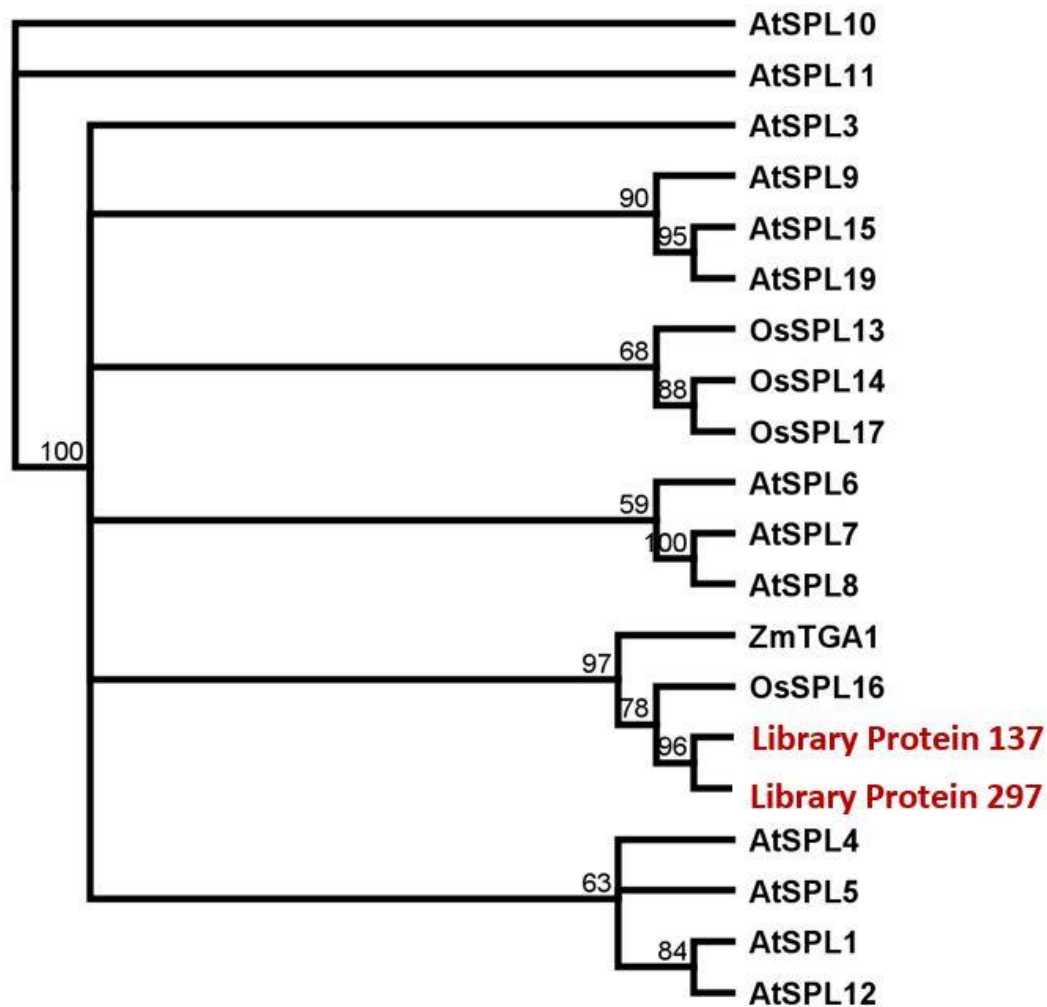 AtSPL10
AtSPL11
AtSPL3
AtSPL9
90
AtSPL15
95
AtSPL19
OsSPL13
68
OsSPL14
88
OsSPL17
100
AtSPL6
59
AtSPL7
100
AtSPL8
ZmTGA1
97
OsSPL16
78
Library Protein 137
96
Library Protein 297
AtSPL4
63
AtSPL5
AtSPL1
84
AtSPL12